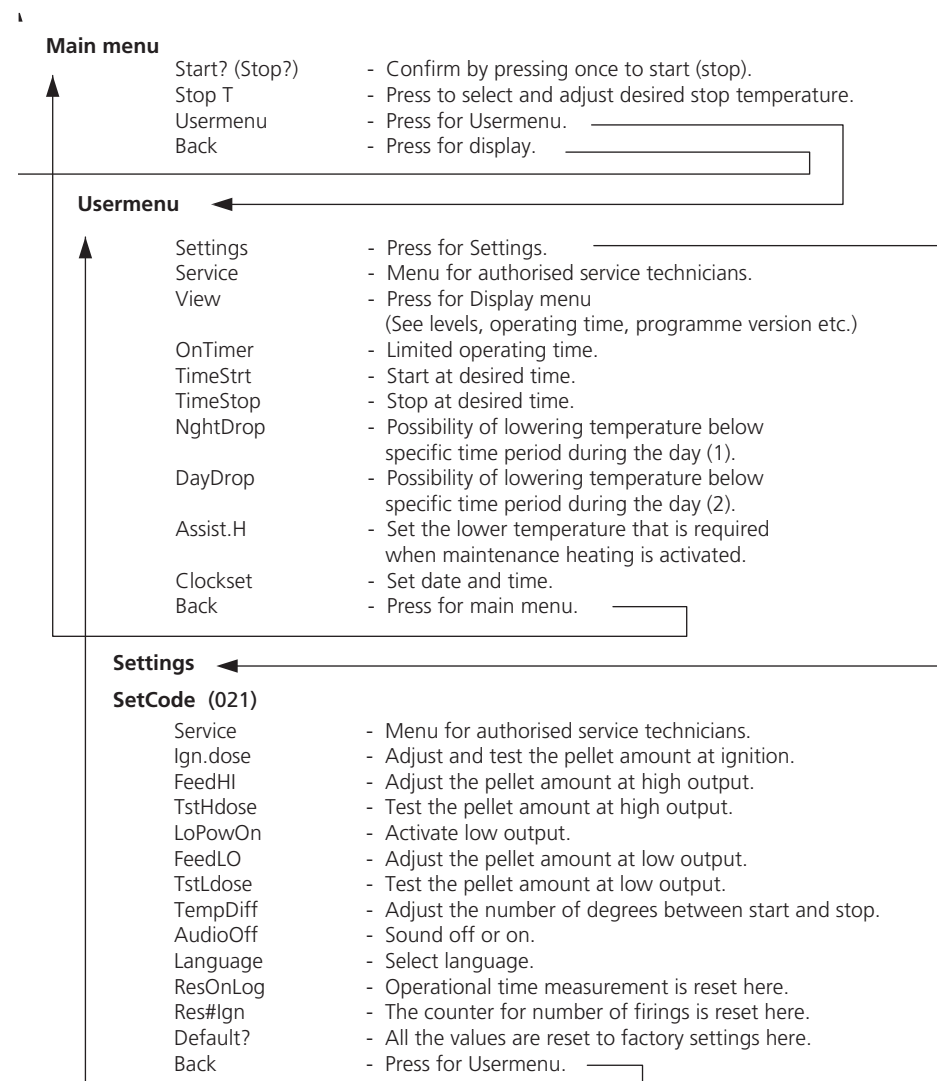 Main menu
Start? (Stop?) - Confirm by pressing once to start (stop).
Stop T - Press to select and adjust desired stop temperature.
Usermenu - Press for Usermenu.
Back - Press for display.
Usermenu
Settings - Press for Settings.
Service - Menu for authorised service technicians.
View - Press for Display menu
(See levels, operating time, programme version etc.)
OnTimer - Limited operating time.
TimeStrt - Start at desired time.
TimeStop - Stop at desired time.
NghtDrop - Possibility of lowering temperature below
specific time period during the day (1).
DayDrop - Possibility of lowering temperature below
specific time period during the day (2).
Assist.H - Set the lower temperature that is required
when maintenance heating is activated.
Clockset - Set date and time.
Back - Press for main menu.
Settings
SetCode (021)
Service - Menu for authorised service technicians.
Ign.dose - Adjust and test the pellet amount at ignition.
FeedHI - Adjust the pellet amount at high output.
TstHdose - Test the pellet amount at high output.
LoPowOn - Activate low output.
FeedLO - Adjust the pellet amount at low output.
TstLdose - Test the pellet amount at low output.
TempDiff - Adjust the number of degrees between start and stop.
AudioOff - Sound off or on.
Language - Select language.
ResOnLog - Operational time measurement is reset here.
Res#Ign - The counter for number of firings is reset here.
Default? - All the values are reset to factory settings here.
Back - Press for Usermenu.